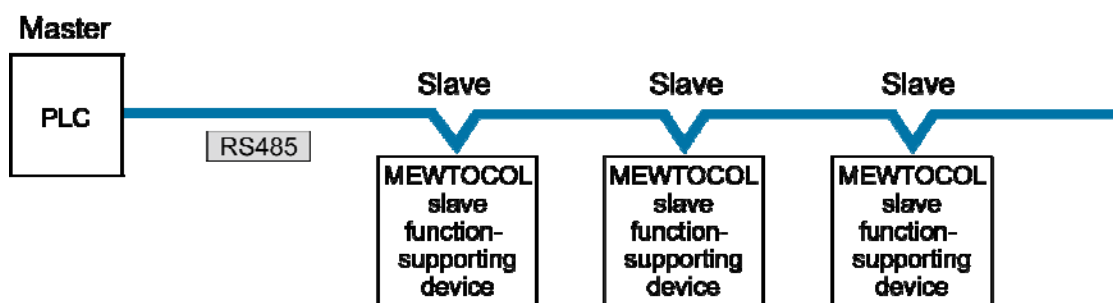 Master
PLC
RS485
Slave
Slave
Slave
MEWTOCOL
slave
function-
supporting
device
MEWTOCOL
slave
function-
supporting
device
MEWTOCOL
slave
function-
supporting
device